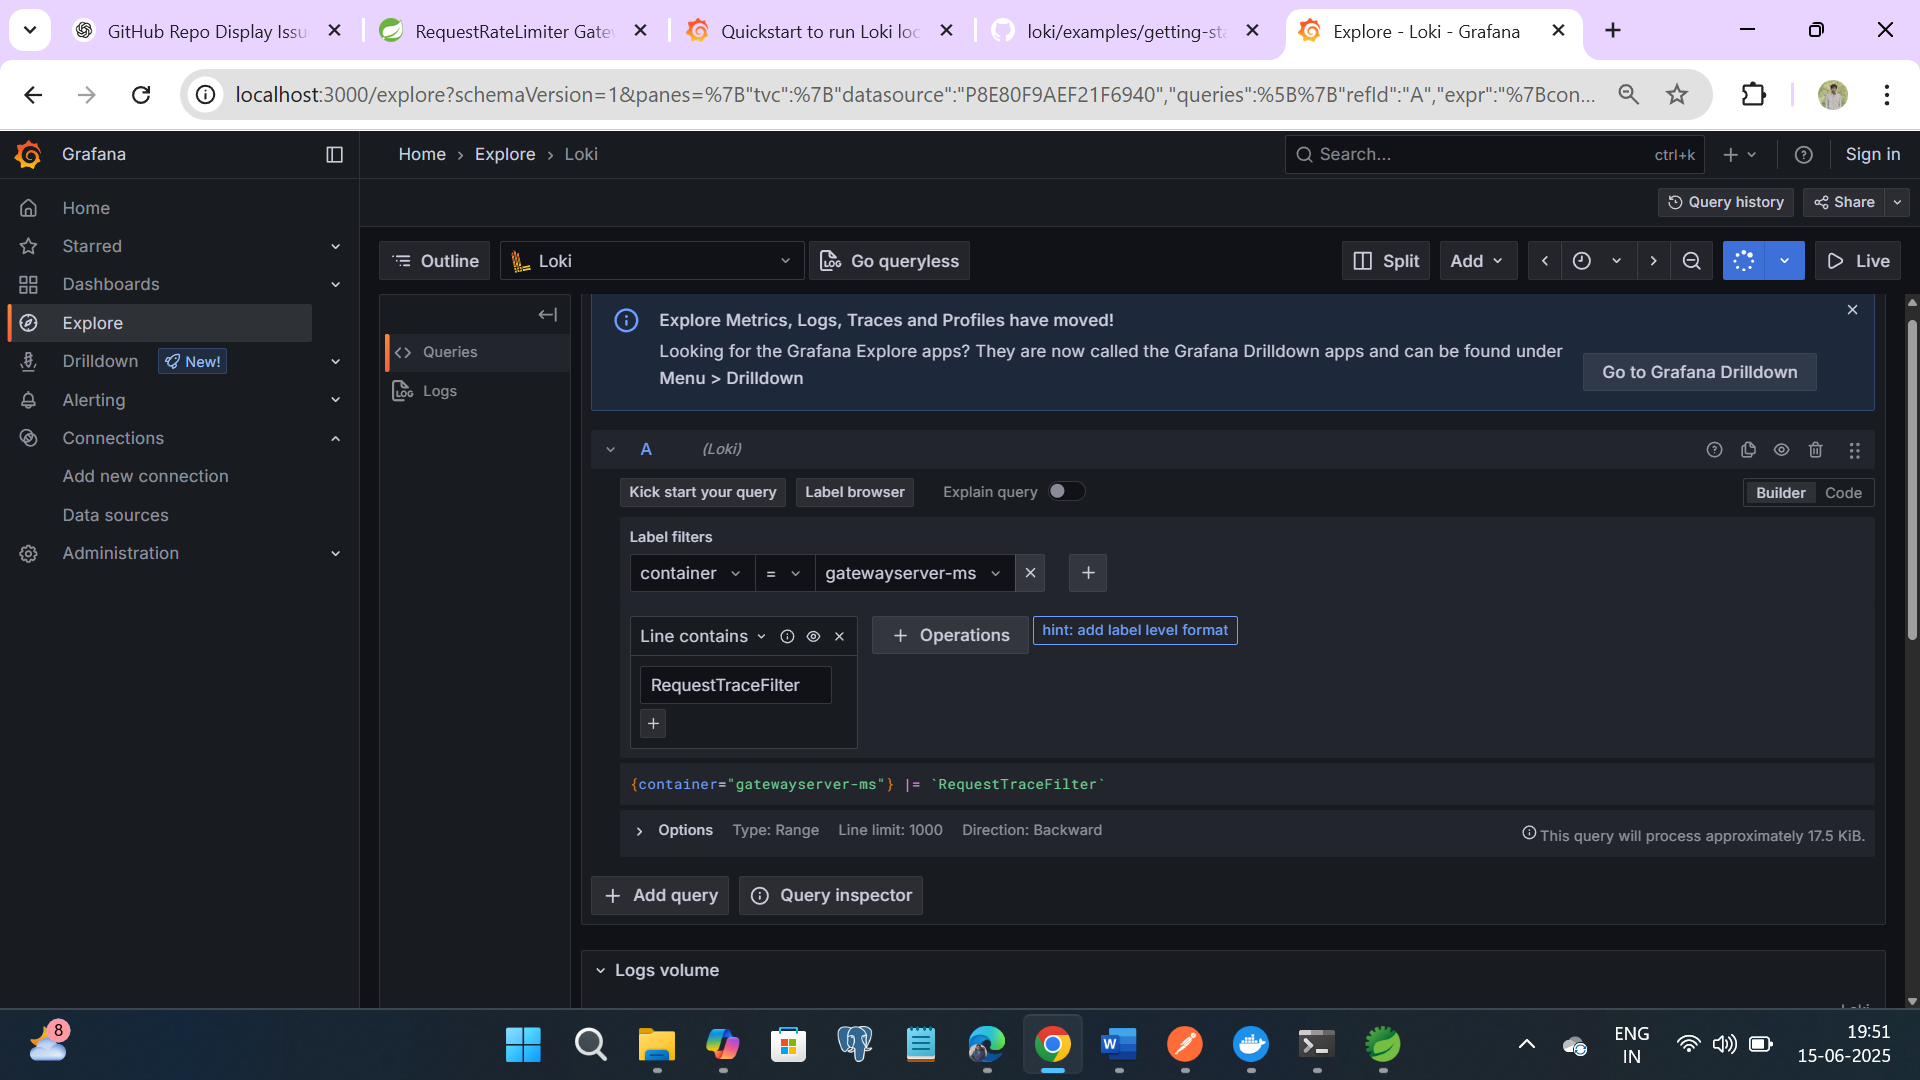 GitHub Repo Display Issu
RequestRateLimiter Gatew
Quickstart to run Loki loc
loki/examples/getting-sta
Explore - Loki - Grafana
localhost:3000/explore?schemaVersion=1&panes=%7B"tvc":%7B"datasource":"P8E80F9AEF21F6940","queries":%5B%7B"refId":"A","expr":"%7Bcon...
Grafana
Home › Explore › Loki
Search...
ctrl+k
Sign in
Home
Starred
Dashboards
Explore
Drilldown
New!
Alerting
Connections
Add new connection
Data sources
Administration
Query history
Share
Outline
Loki
Go queryless
Split
Add
Live
Queries
Logs
Explore Metrics, Logs, Traces and Profiles have moved!
Looking for the Grafana Explore apps? They are now called the Grafana Drilldown apps and can be found under
Menu > Drilldown
Go to Grafana Drilldown
A
(Loki)
Kick start your query
Label browser
Explain query
Builder
Code
Label filters
container
=
gatewayserver-ms
Line contains
Operations
hint: add label level format
RequestTraceFilter
{container="gatewayserver-ms"} |= `RequestTraceFilter`
Options
Type: Range
Line limit: 1000
Direction: Backward
This query will process approximately 17.5 KiB.
Add query
Query inspector
Logs volume
8
ENG
IN
19:51
15-06-2025